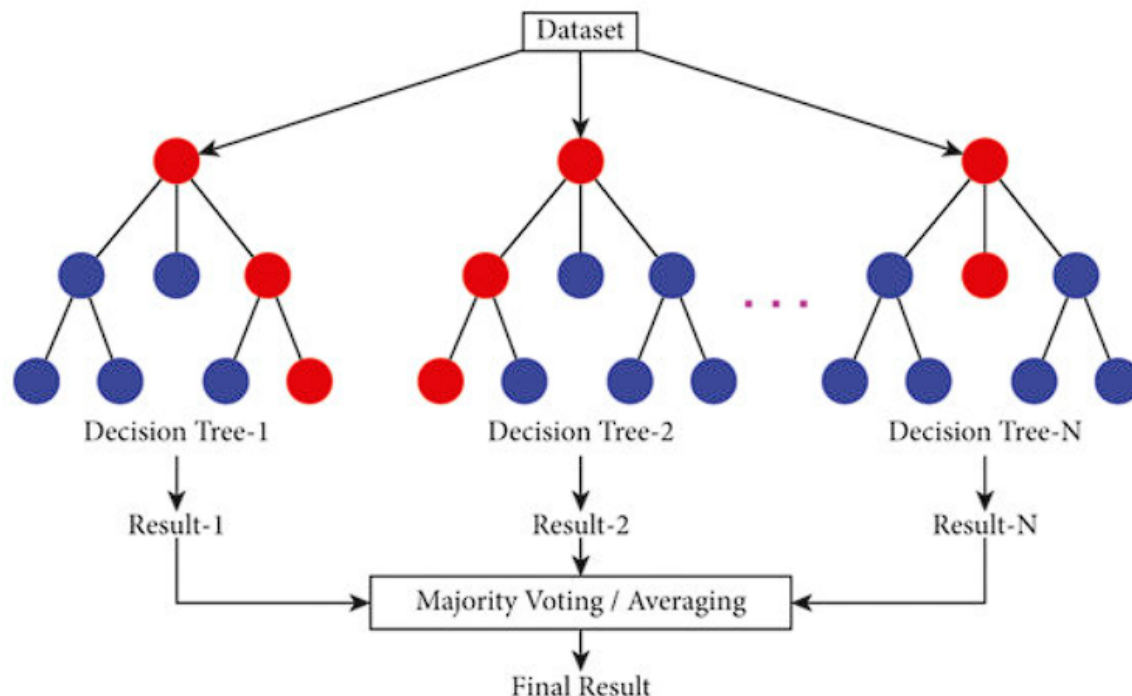 Dataset
Decision Tree-1
Decision Tree-2
Decision Tree-N
Result-1
Result-2
Result-N
Majority Voting / Averaging
Final Result